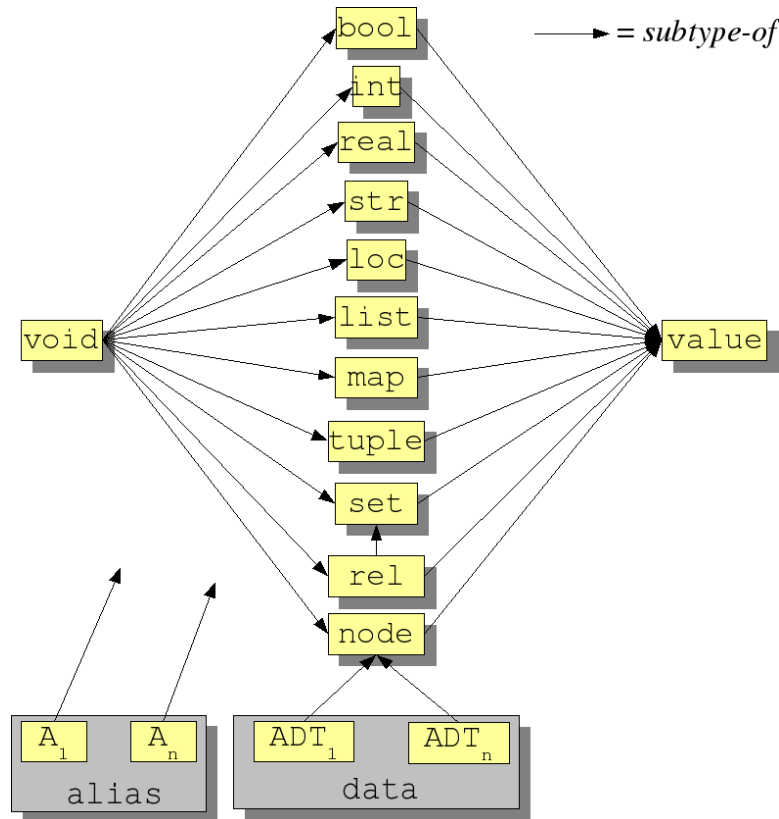 bool
= subtype-of
int
real
str
loc
list
void
value
map
tuple
set
rel
node
A1
An
ADT1
ADTn
alias
data